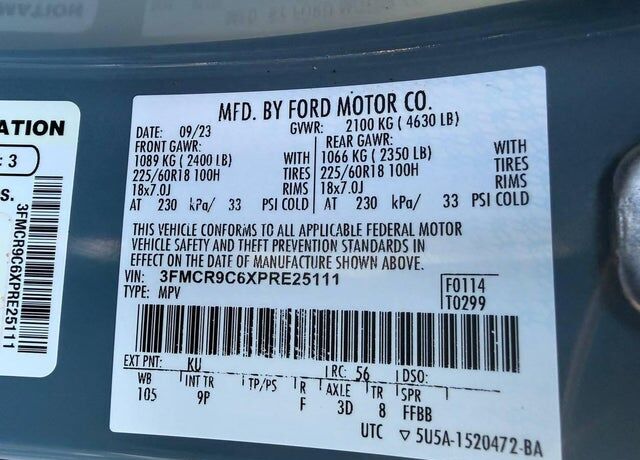 ATION
: 3
S.
3FMCR9C6XPRE25111
MFD. BY FORD MOTOR CO.
DATE: 09/23 GVWR: 2100 KG ( 4630 LB)
FRONT GAWR: REAR GAWR:
1089 KG ( 2400 LB) WITH 1066 KG ( 2350 LB) WITH
225/60R18 100H TIRES 225/60R18 100H TIRES
18x7.0J RIMS 18x7.0J RIMS
AT 230 kPa/ 33 PSI COLD AT 230 kPa/ 33 PSI COLD
THIS VEHICLE CONFORMS TO ALL APPLICABLE FEDERAL MOTOR
VEHICLE SAFETY AND THEFT PREVENTION STANDARDS IN
EFFECT ON THE DATE OF MANUFACTURE SHOWN ABOVE.
VIN: 3FMCR9C6XPRE25111 F0114
TYPE: MPV T0299
EXT PNT: KU RC: 56 DSO:
WB INT TR TP/PS R AXLE TR SPR
105 9P F 3D 8 FFBB
UTC ▽ 5U5A-1520472-BA